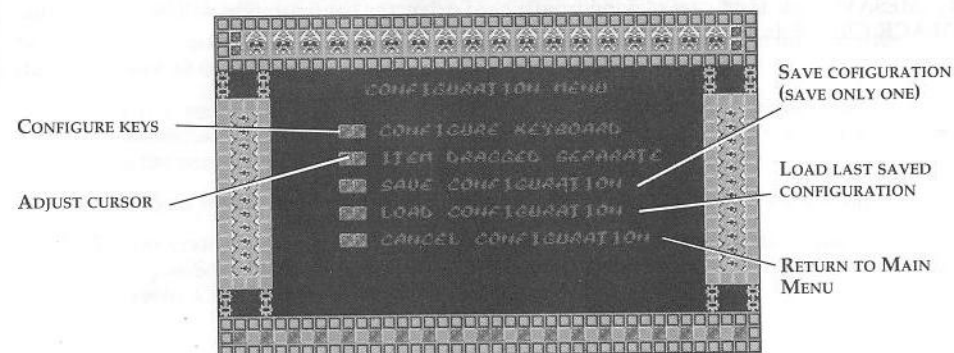 CONFIGURATION MENU
CONFIGURE KEYBOARD
ITEM DRAGGED SEPARATE
SAVE CONFIGURATION
LOAD CONFIGURATION
CANCEL CONFIGURATION
CONFIGURE KEYS
ADJUST CURSOR
SAVE COFIGURATION
(SAVE ONLY ONE)
LOAD LAST SAVED
CONFIGURATION
RETURN TO MAIN
MENU